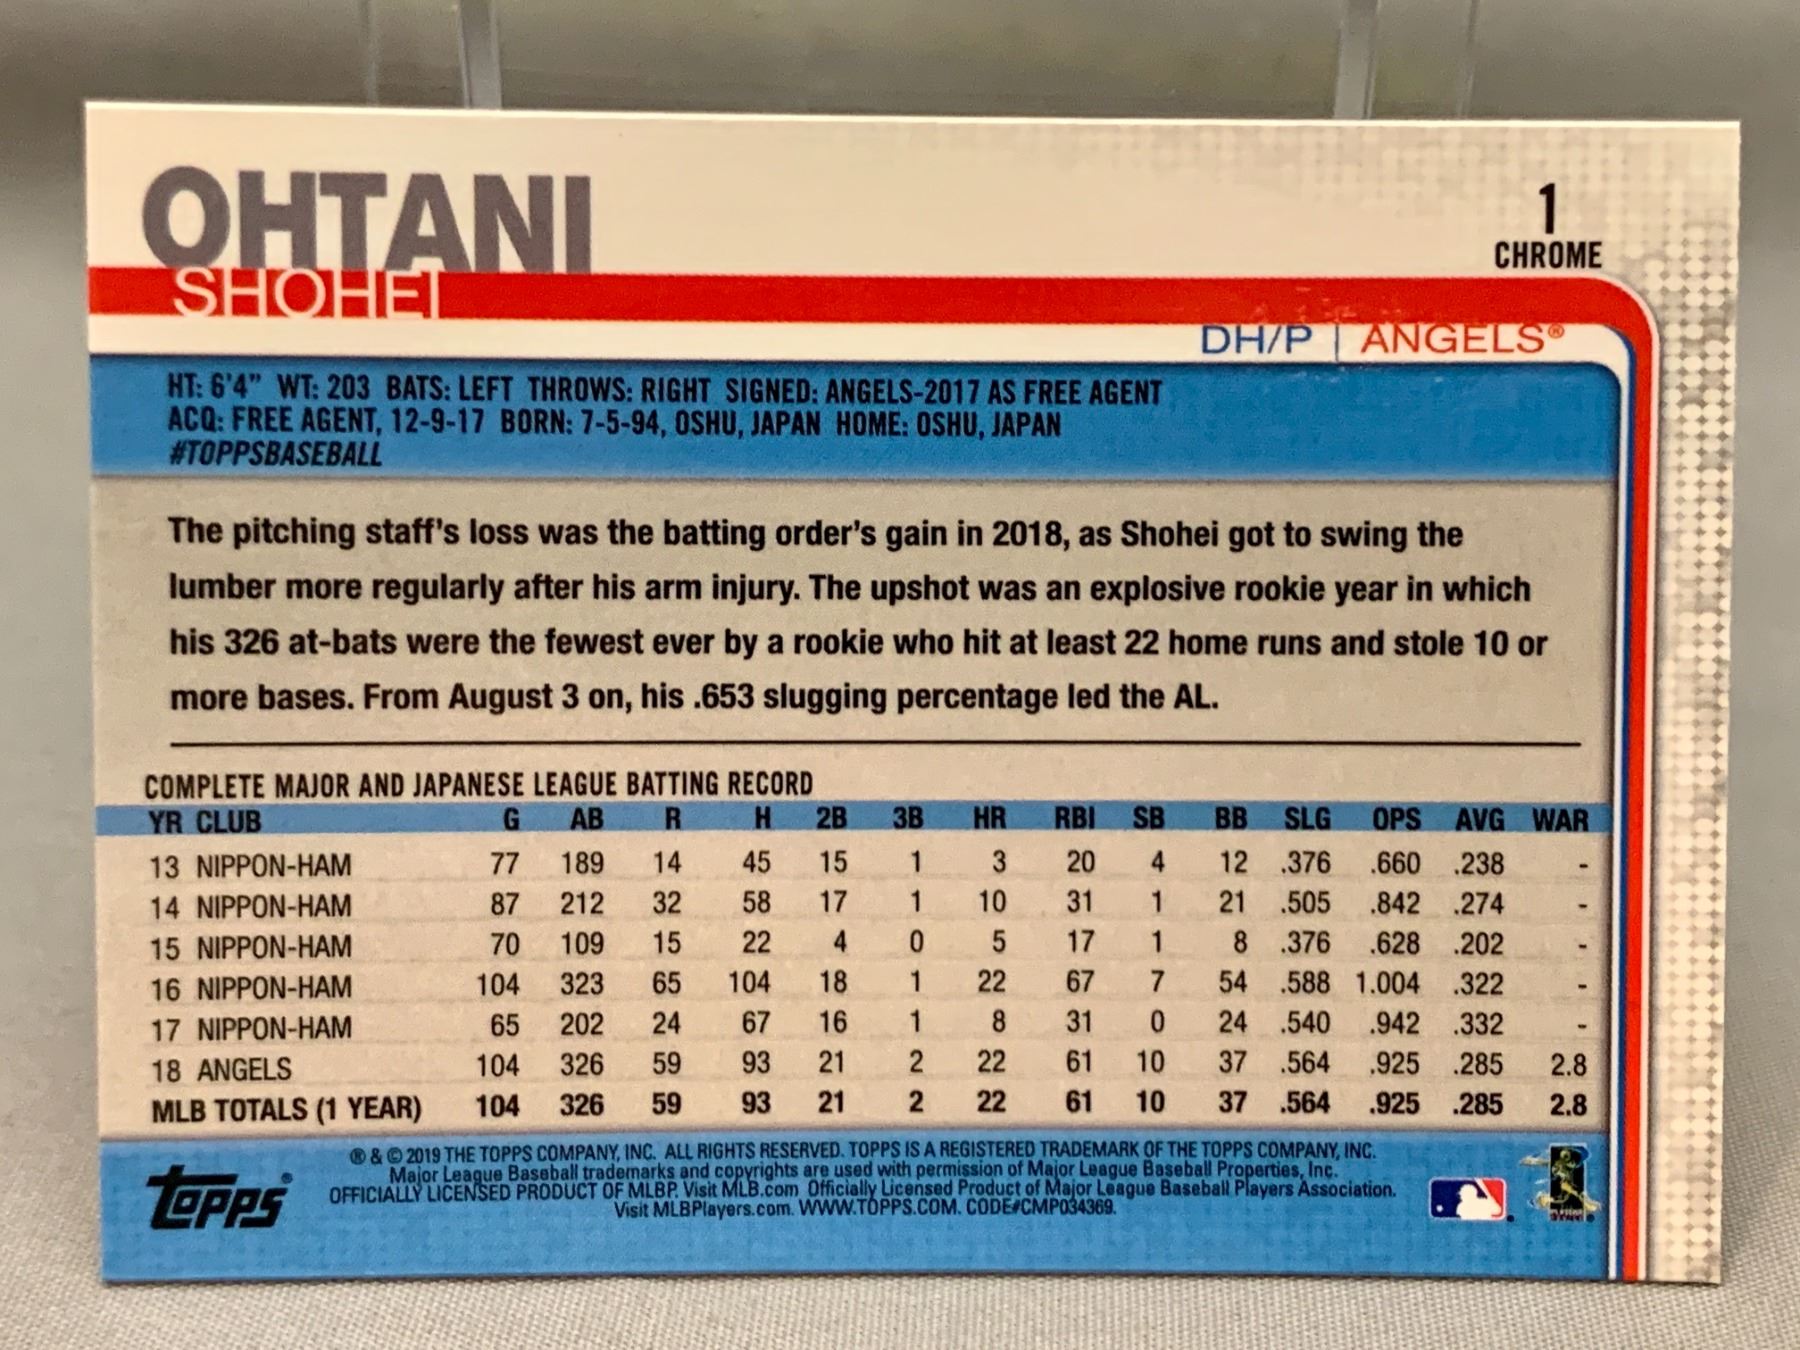 OHTANI
SHOHEI
1
CHROME
DH/P | ANGELS®
HT: 6'4" WT: 203 BATS: LEFT THROWS: RIGHT SIGNED: ANGELS-2017 AS FREE AGENT
ACQ: FREE AGENT, 12-9-17 BORN: 7-5-94, OSHU, JAPAN HOME: OSHU, JAPAN
#TOPPSBASEBALL
The pitching staff's loss was the batting order's gain in 2018, as Shohei got to swing the
lumber more regularly after his arm injury. The upshot was an explosive rookie year in which
his 326 at-bats were the fewest ever by a rookie who hit at least 22 home runs and stole 10 or
more bases. From August 3 on, his .653 slugging percentage led the AL.
COMPLETE MAJOR AND JAPANESE LEAGUE BATTING RECORD
YR CLUB G AB R H 2B 3B HR RBI SB BB SLG OPS AVG WAR
13 NIPPON-HAM 77 189 14 45 15 1 3 20 4 12 .376 .660 .238 -
14 NIPPON-HAM 87 212 32 58 17 1 10 31 1 21 .505 .842 .274 -
15 NIPPON-HAM 70 109 15 22 4 0 5 17 1 8 .376 .628 .202 -
16 NIPPON-HAM 104 323 65 104 18 1 22 67 7 54 .588 1.004 .322 -
17 NIPPON-HAM 65 202 24 67 16 1 8 31 0 24 .540 .942 .332 -
18 ANGELS 104 326 59 93 21 2 22 61 10 37 .564 .925 .285 2.8
MLB TOTALS (1 YEAR) 104 326 59 93 21 2 22 61 10 37 .564 .925 .285 2.8
® & © 2019 THE TOPPS COMPANY, INC. ALL RIGHTS RESERVED. TOPPS IS A REGISTERED TRADEMARK OF THE TOPPS COMPANY, INC.
Major League Baseball trademarks and copyrights are used with permission of Major League Baseball Properties, Inc.
OFFICIALLY LICENSED PRODUCT OF MLBP. Visit MLB.com Officially Licensed Product of Major League Baseball Players Association.
Visit MLBPlayers.com. WWW.TOPPS.COM. CODE#CMP034369.
Topps®